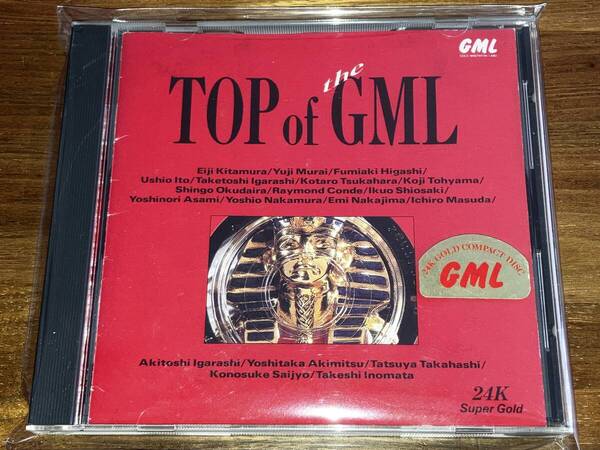 GML
the
TOP of GML
Eiji Kitamura/Yuji Murai/Fumiaki Higashi/
Ushio Ito/Taketoshi Igarashi/Kotaro Tsukahara/Koji Tohyama/
Shingo Okudaira/Raymond Conde/Ikuo Shiosaki/
Yoshinori Asami/Yoshio Nakamura/Emi Nakajima/Ichiro Masuda/
24K GOLD COMPACT DISC
GML
Akitoshi Igarashi/Yoshitaka Akimitsu/Tatsuya Takahashi/
Konosuke Saijyo/Takeshi Inomata
24K
Super Gold